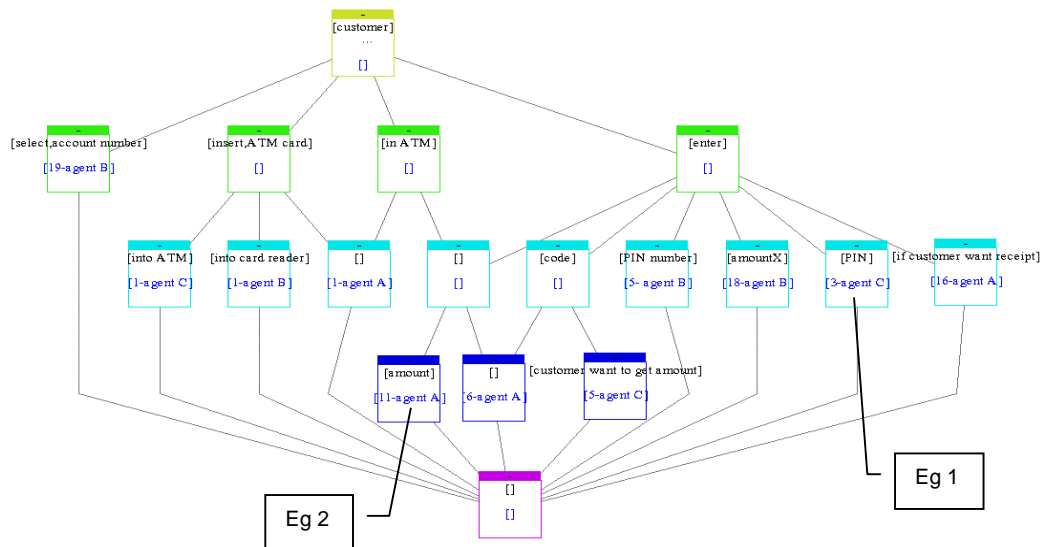 [customer]
...
[]
[select,account number]
[19-agent B]
[insert,ATM card]
[]
[in ATM]
[]
[enter]
[]
[into ATM]
[1-agent C]
[into card reader]
[1-agent B]
[]
[1-agent A]
[]
[]
[code]
[]
[PIN number]
[5- agent B]
[amountX]
[18-agent B]
[PIN]
[3-agent C]
[if customer want receipt]
[16-agent A]
[amount]
[11-agent A]
[]
[6-agent A]
[customer want to get amount]
[5-agent C]
[]
[]
Eg 1
Eg 2